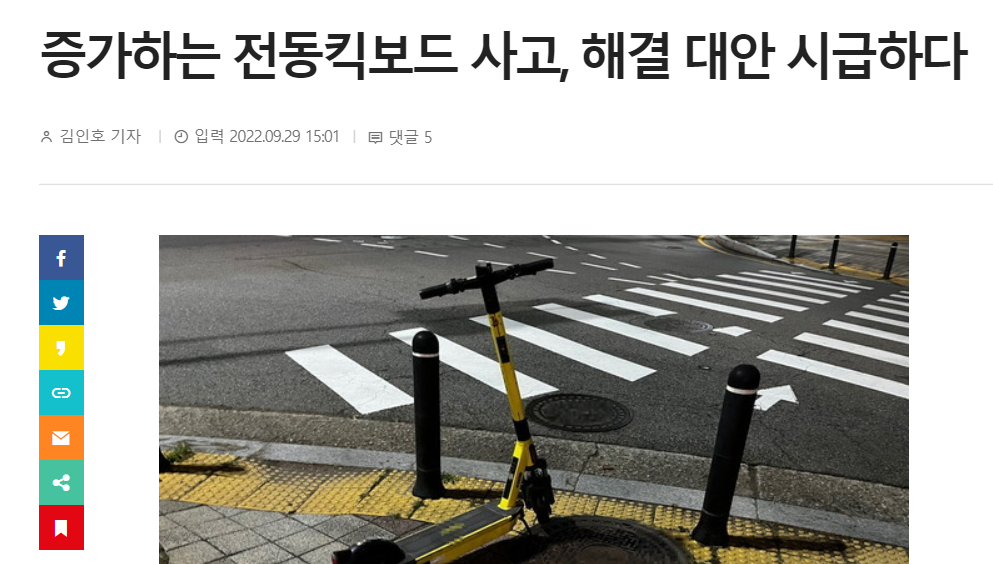 증가하는 전동킥보드 사고, 해결 대안 시급하다
김인호 기자 | 입력 2022.09.29 15:01 | 댓글 5